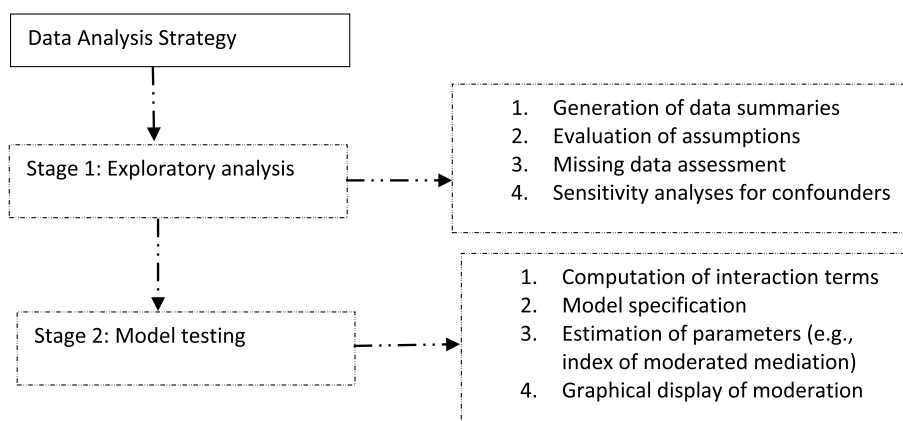 Data Analysis Strategy
Stage 1: Exploratory analysis
1. Generation of data summaries
2. Evaluation of assumptions
3. Missing data assessment
4. Sensitivity analyses for confounders
Stage 2: Model testing
1. Computation of interaction terms
2. Model specification
3. Estimation of parameters (e.g.,
index of moderated mediation)
4. Graphical display of moderation